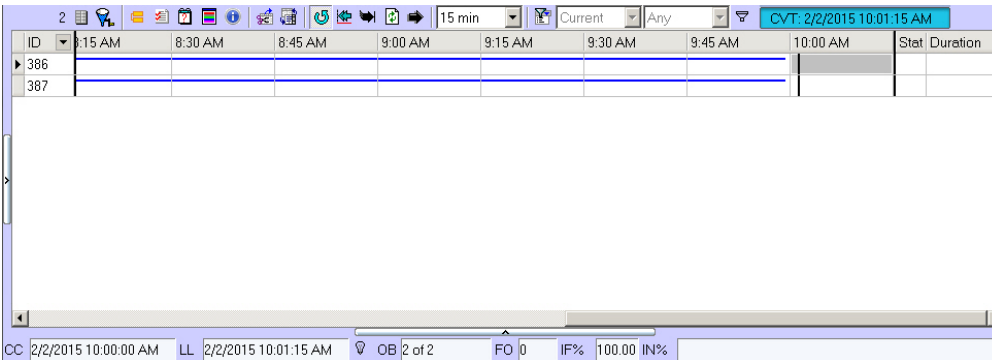 2 15 min Current Any CVT: 2/2/2015 10:01:15 AM
ID 8:15 AM 8:30 AM 8:45 AM 9:00 AM 9:15 AM 9:30 AM 9:45 AM 10:00 AM Stat Duration
386
387
CC 2/2/2015 10:00:00 AM LL 2/2/2015 10:01:15 AM OB 2 of 2 FO 0 IF% 100.00 IN%